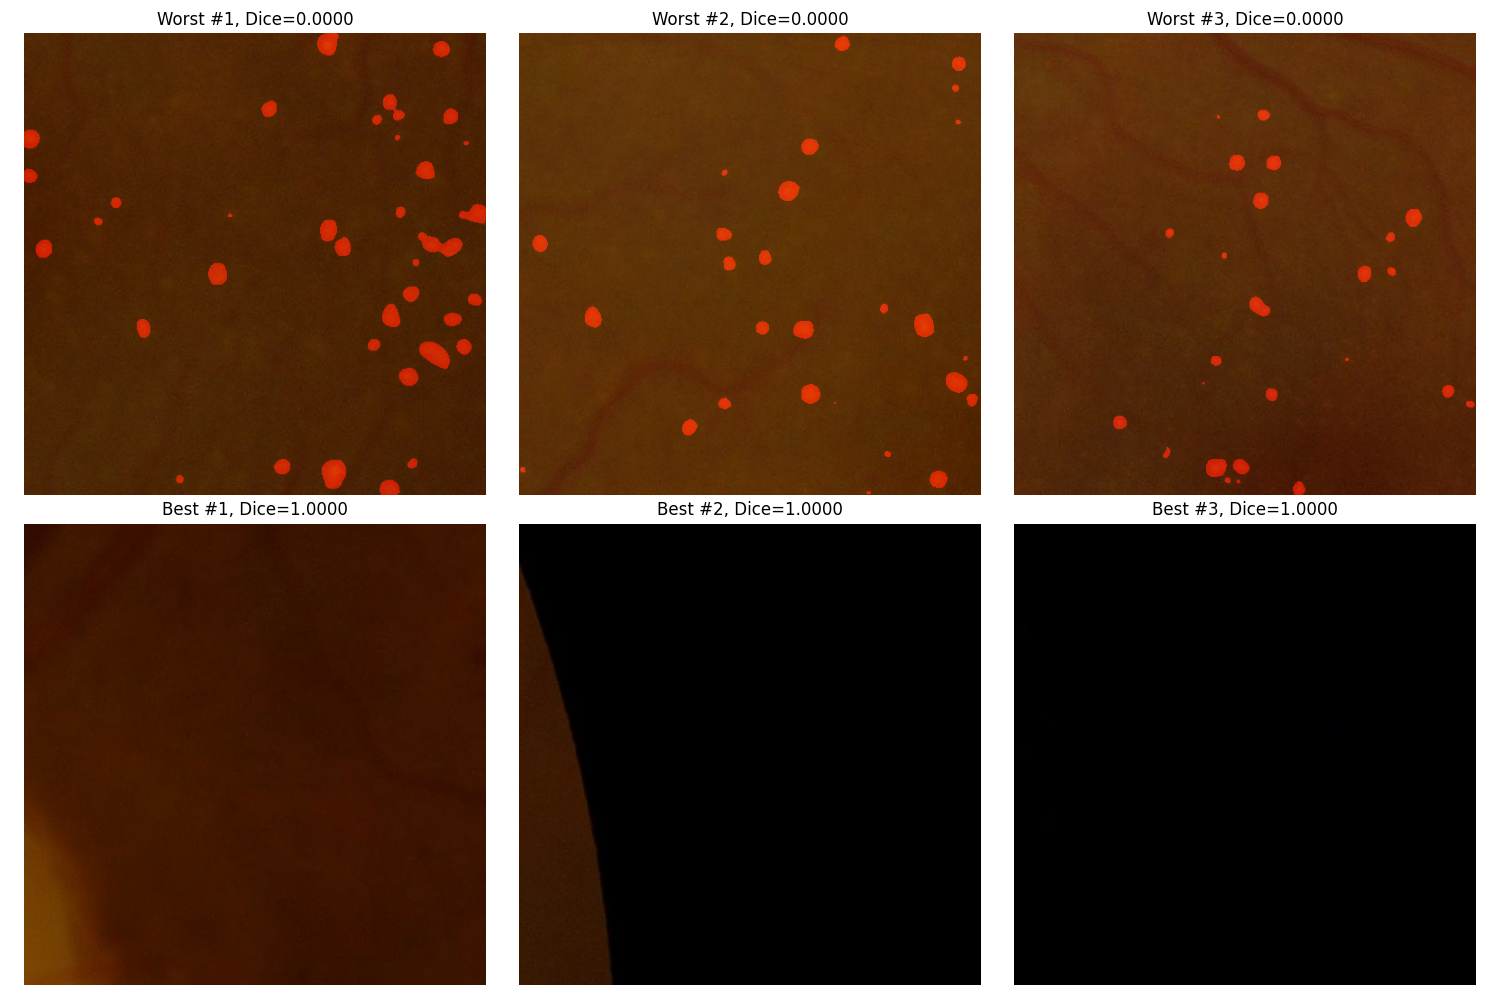 Worst #1, Dice=0.0000
Worst #2, Dice=0.0000
Worst #3, Dice=0.0000
Best #1, Dice=1.0000
Best #2, Dice=1.0000
Best #3, Dice=1.0000